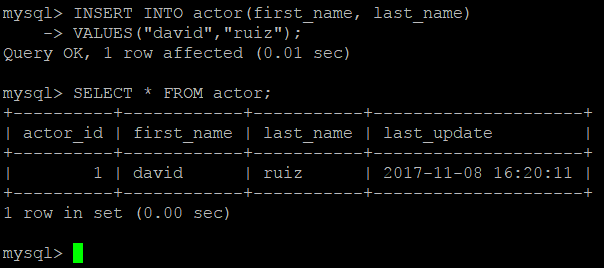 mysql> INSERT INTO actor(first_name, last_name)
    -> VALUES("david","ruiz");
Query OK, 1 row affected (0.01 sec)
mysql> SELECT * FROM actor;
+----------+------------+-----------+---------------------+
| actor_id | first_name | last_name | last_update         |
+----------+------------+-----------+---------------------+
|        1 | david      | ruiz      | 2017-11-08 16:20:11 |
+----------+------------+-----------+---------------------+
1 row in set (0.00 sec)
mysql>